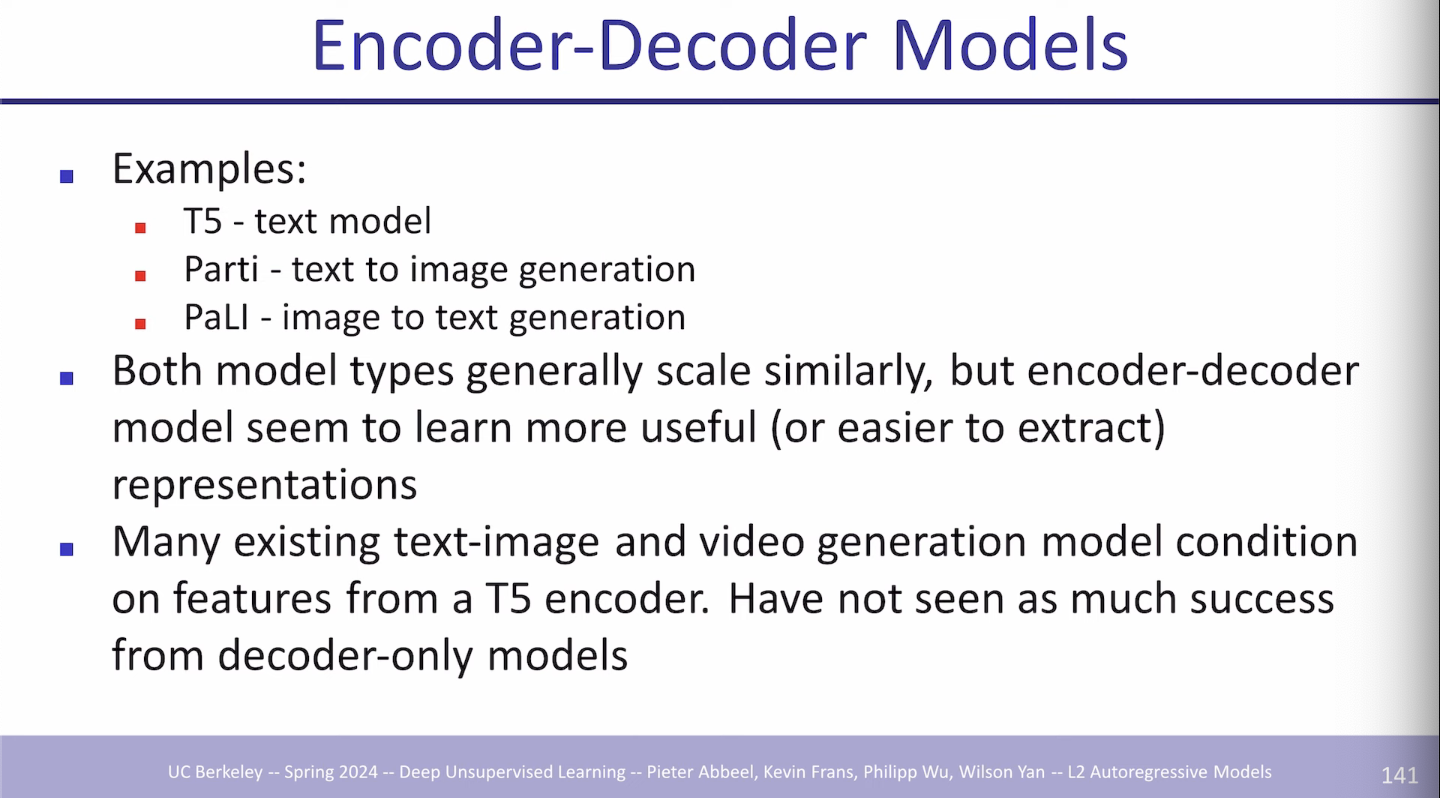 Encoder-Decoder Models
Examples:
T5 - text model
Parti - text to image generation
PaLI - image to text generation
Both model types generally scale similarly, but encoder-decoder
model seem to learn more useful (or easier to extract)
representations
Many existing text-image and video generation model condition
on features from a T5 encoder. Have not seen as much success
from decoder-only models
UC Berkeley -- Spring 2024 -- Deep Unsupervised Learning -- Pieter Abbeel, Kevin Frans, Philipp Wu, Wilson Yan -- L2 Autoregressive Models
141